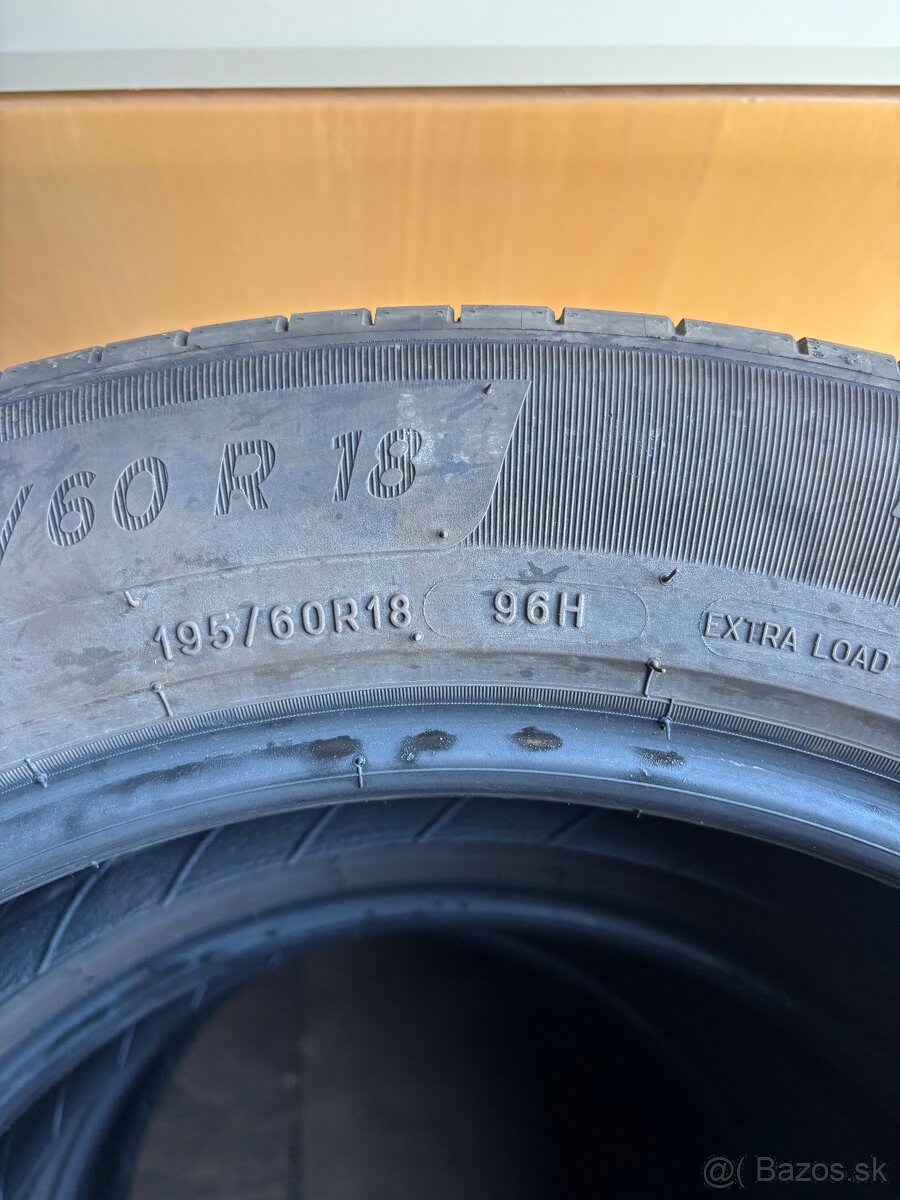 /60 R 18
195/60R18 96H EXTRA LOAD
@( Bazos.sk